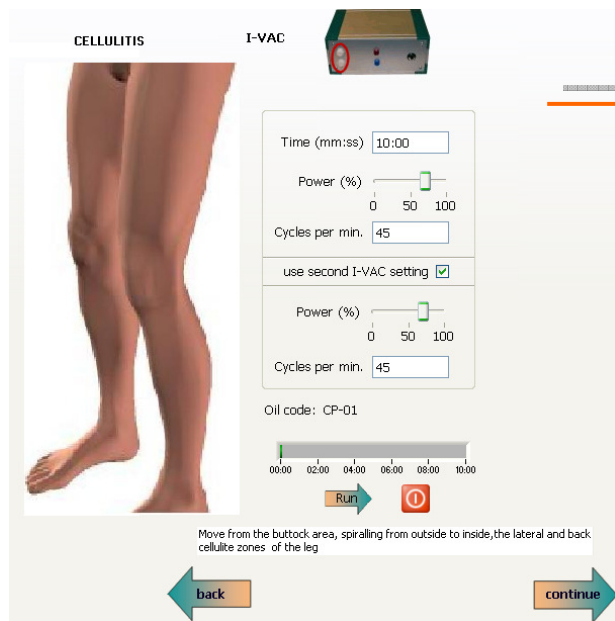 CELLULITIS
I-VAC
Time (mm:ss) 10:00
Power (%)
0 50 100
Cycles per min. 45
use second I-VAC setting
Power (%)
0 50 100
Cycles per min. 45
Oil code: CP-01
00:00 02:00 04:00 06:00 08:00 10:00
Run
Move from the buttock area, spiralling from outside to inside,the lateral and back
cellulite zones of the leg
back
continue